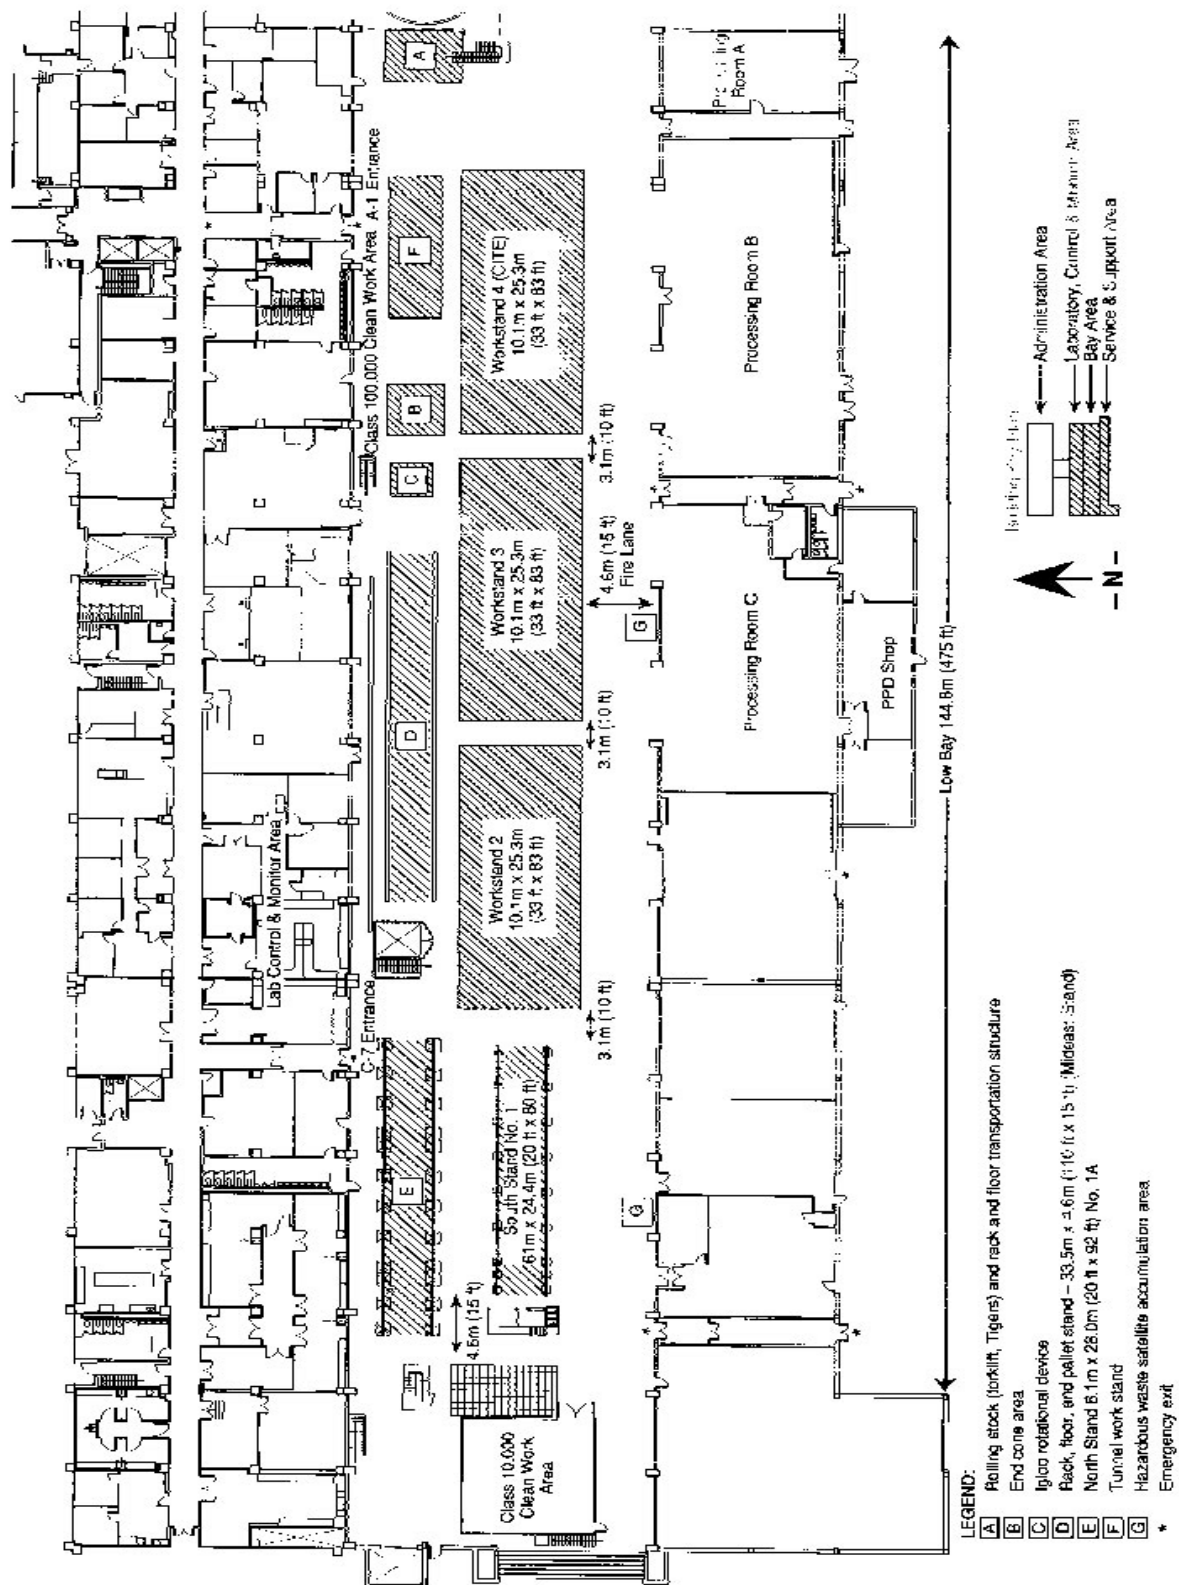 A
Processing
Room A
A-1 Entrance
F
Workstand 4 (CITE)
10.1m x 25.3m
(33 ft x 83 ft)
Processing Room B
Class 100,000 Clean Work Area
B
C
3.1m (10 ft)
Workstand 3
10.1m x 25.3m
(33 ft x 83 ft)
4.6m (15 ft)
Fire Lane
G
Processing Room C
PPD Shop
D
3.1m (10 ft)
Workstand 2
10.1m x 25.3m
(33 ft x 83 ft)
Lab Control & Monitor Area
C-7 Entrance
3.1m (10 ft)
E
South Stand No. 1
61m x 24.4m (20 ft x 80 ft)
G
4.6m (15 ft)
Class 10,000
Clean Work
Area
Low Bay 144.8m (475 ft)
Administration Area
Laboratory, Control & Monitor Area
Bay Area
Service & Support Area
– N –
LEGEND:
A Rolling stock (forklift, Tigers) and rack and floor transportation structure
B End cone area
C Igloo rotational device
D Rack, floor, and pallet stand – 33.5m x 4.6m (110 ft x 15 ft) (Mideast Stand)
E North Stand 6.1m x 28.0m (20 ft x 92 ft) No. 1A
F Tunnel work stand
G Hazardous waste satellite accumulation area
* Emergency exit